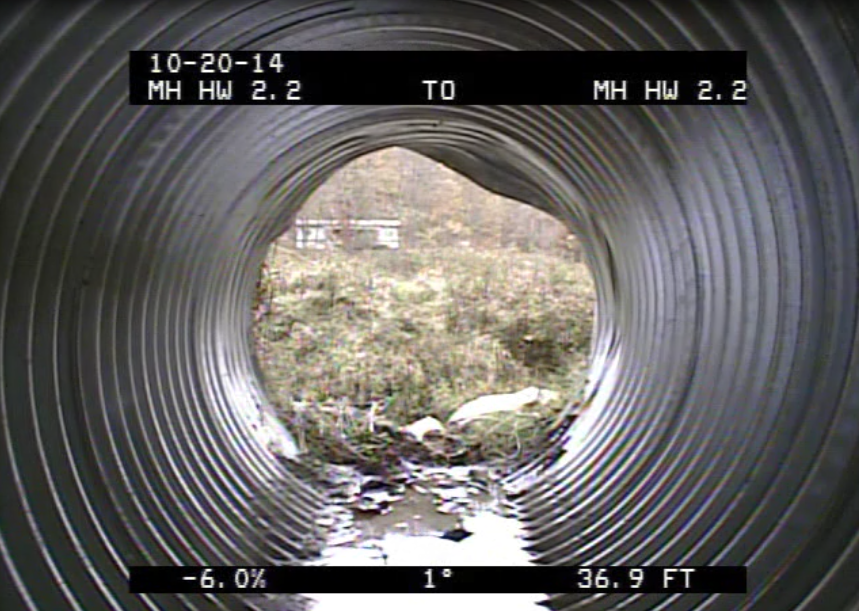 10-20-14
MH HW 2.2 TO MH HW 2.2
-6.0% 1° 36.9 FT